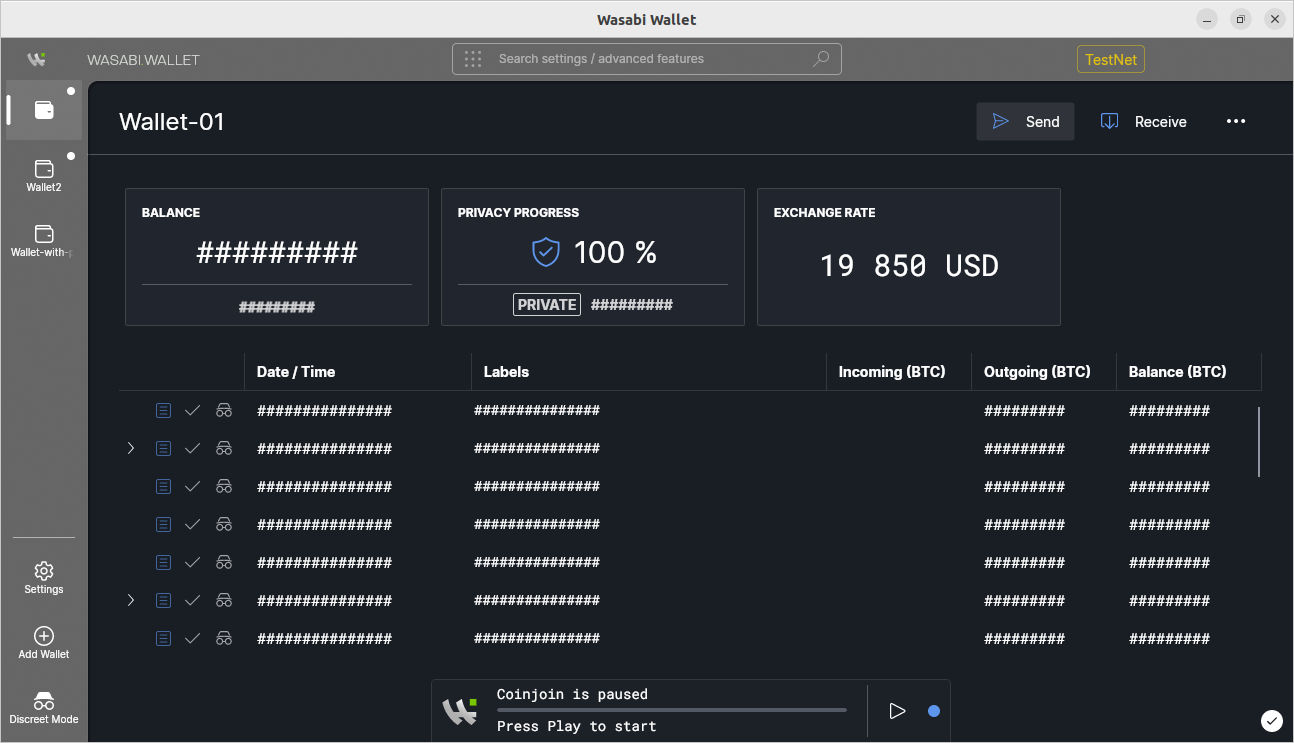 Wasabi Wallet
WASABI.WALLET
Search settings / advanced features
TestNet
Wallet-01
Send
Receive
Wallet2
Wallet-with-p
BALANCE
#########
#########
PRIVACY PROGRESS
100 %
PRIVATE #########
EXCHANGE RATE
19 850 USD
Date / Time Labels Incoming (BTC) Outgoing (BTC) Balance (BTC)
############### ############### ######### #########
############### ############### ######### #########
############### ############### ######### #########
############### ############### ######### #########
############### ############### ######### #########
############### ############### ######### #########
############### ############### ######### #########
Settings
Add Wallet
Discreet Mode
Coinjoin is paused
Press Play to start